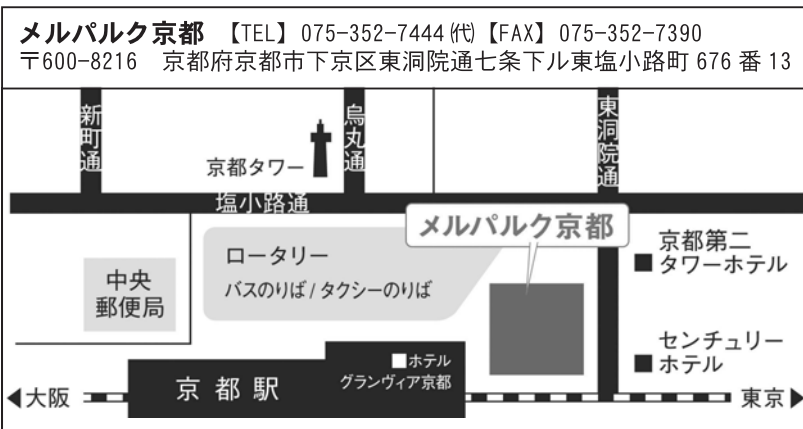 メルパルク京都 【TEL】075-352-7444㈹【FAX】075-352-7390
〒600-8216 京都府京都市下京区東洞院通七条下ル東塩小路町 676 番 13
新町通
烏丸通
東洞院通
京都タワー
塩小路通
メルパルク京都
ロータリー
バスのりば / タクシーのりば
中央
郵便局
京都第二
■タワーホテル
センチュリー
■ホテル
□ホテル
グランヴィア京都
京都駅
◀大阪
東京▶